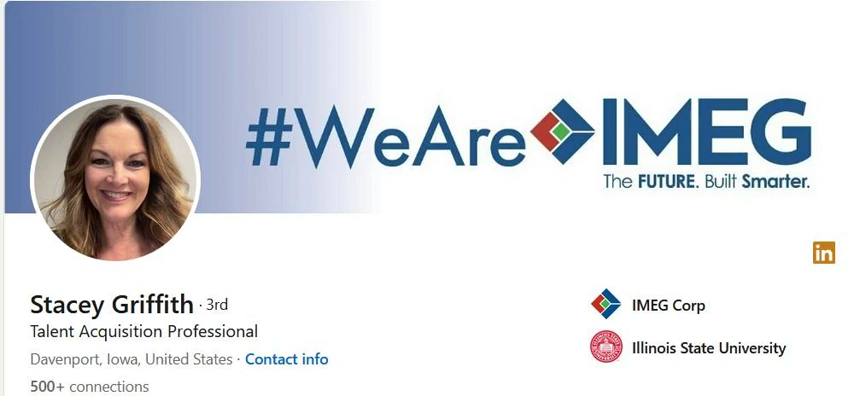 #WeAre IMEG
The FUTURE. Built Smarter.
in
Stacey Griffith · 3rd
Talent Acquisition Professional
Davenport, Iowa, United States · Contact info
500+ connections
IMEG Corp
Illinois State University